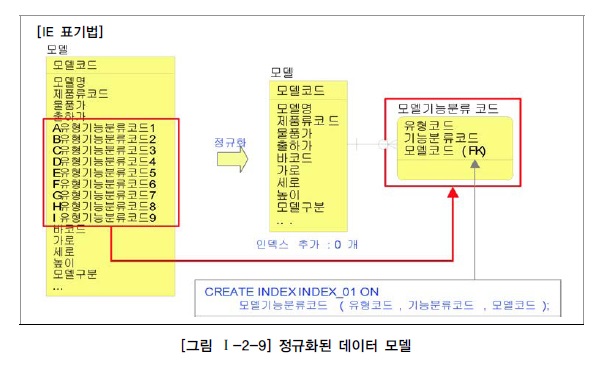 [IE 표기법]
모델
모델코드
모델명
제품류코드
물품가
출하가
A유형기능분류코드1
B유형기능분류코드2
C유형기능분류코드3
D유형기능분류코드4
E유형기능분류코드5
F유형기능분류코드6
G유형기능분류코드7
H유형기능분류코드8
I 유형기능분류코드9
바코드
가로
세로
높이
모델구분
...
정규화
모델
모델코드
모델명
제품류코드
물품가
출하가
바코드
가로
세로
높이
모델구분
...
모델기능분류 코드
유형코드
기능분류코드
모델코드 (FK)
인덱스 추가 : 0 개
CREATE INDEX INDEX_01 ON
모델기능분류코드 ( 유형코드 , 기능분류코드 , 모델코드 );
[그림 Ⅰ-2-9] 정규화된 데이터 모델